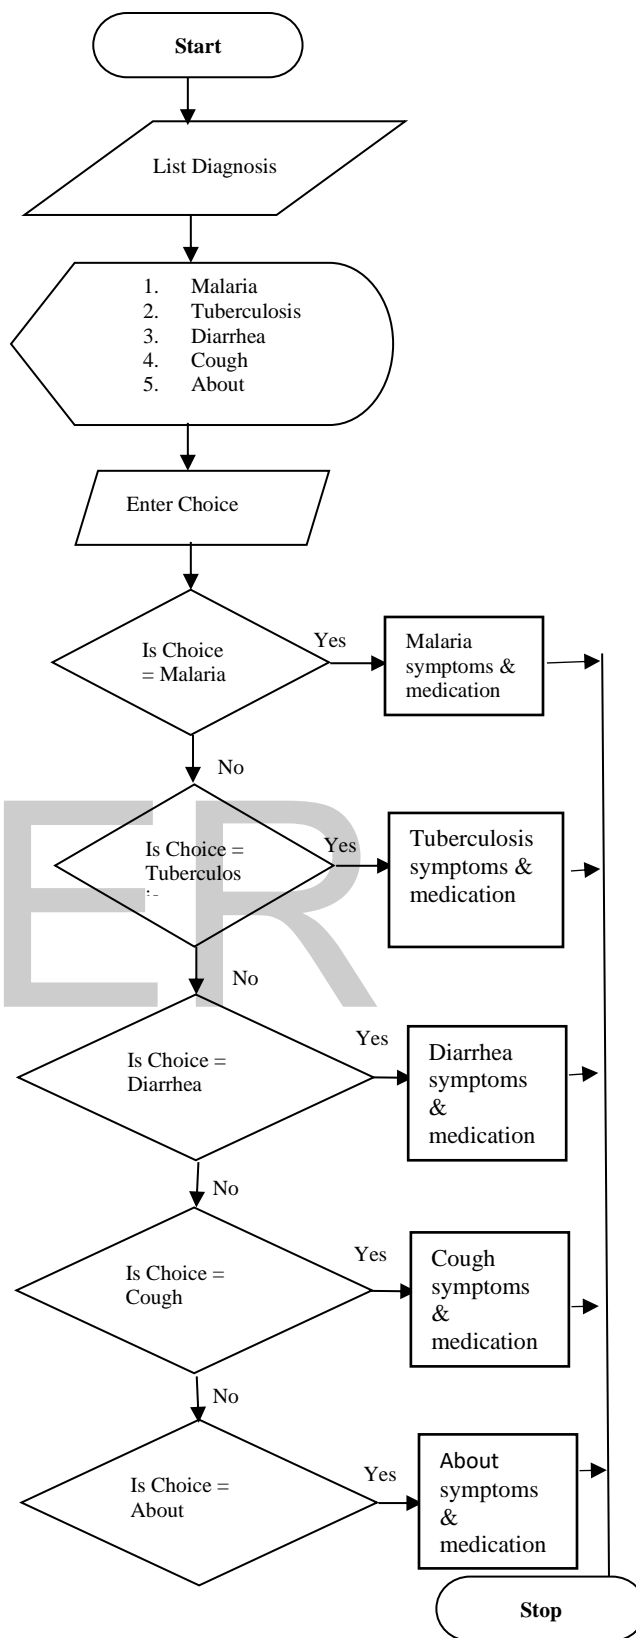 Start
List Diagnosis
1. Malaria
2. Tuberculosis
3. Diarrhea
4. Cough
5. About
Enter Choice
Is Choice
= Malaria
Yes
Malaria
symptoms &
medication
No
Is Choice =
Tuberculos
Yes
Tuberculosis
symptoms &
medication
No
Is Choice =
Diarrhea
Yes
Diarrhea
symptoms
&
medication
No
Is Choice =
Cough
Yes
Cough
symptoms
&
medication
No
Is Choice =
About
Yes
About
symptoms
&
medication
Stop
ER